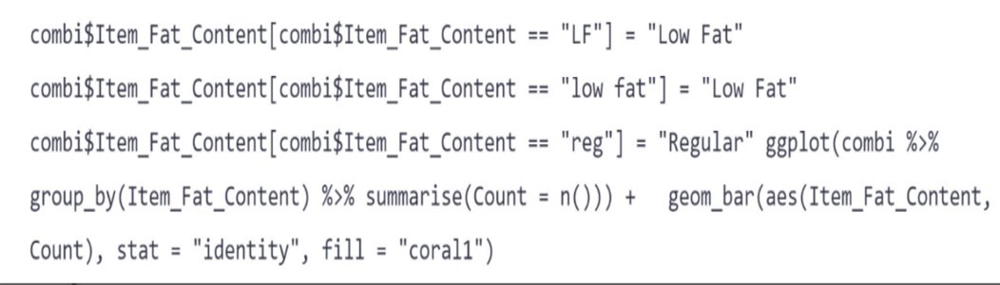 combi$Item_Fat_Content[combi$Item_Fat_Content == "LF"] = "Low Fat"
combi$Item_Fat_Content[combi$Item_Fat_Content == "low fat"] = "Low Fat"
combi$Item_Fat_Content[combi$Item_Fat_Content == "reg"] = "Regular" ggplot(combi %>%
group_by(Item_Fat_Content) %>% summarise(Count = n())) +   geom_bar(aes(Item_Fat_Content,
Count), stat = "identity", fill = "coral1")